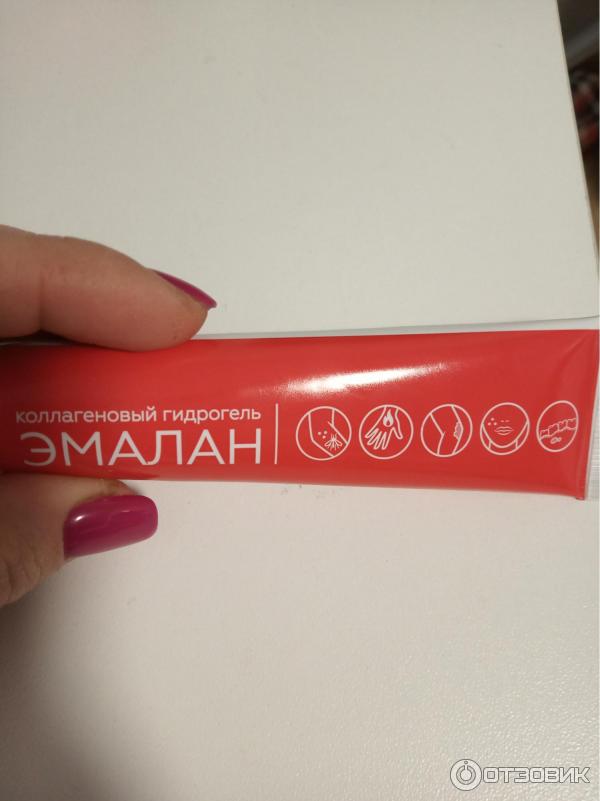 коллагеновый гидрогель
ЭМАЛАН
ОТЗОВИК